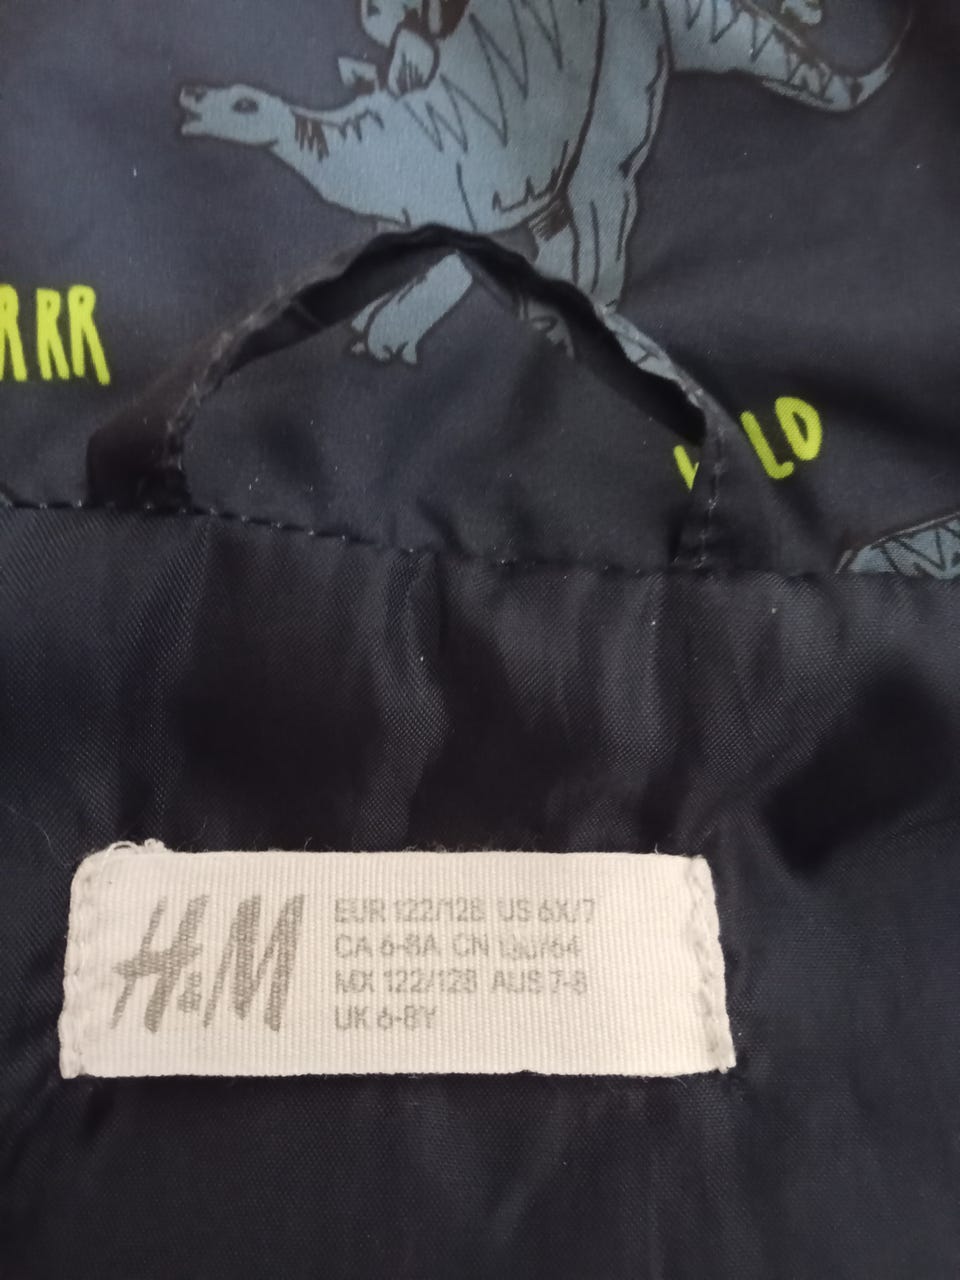 RRR
LD
H&M
EUR 122/128 US 6X/7
CA 6-8A CN 130/64
MX 122/128 AUS 7-8
UK 6-8Y